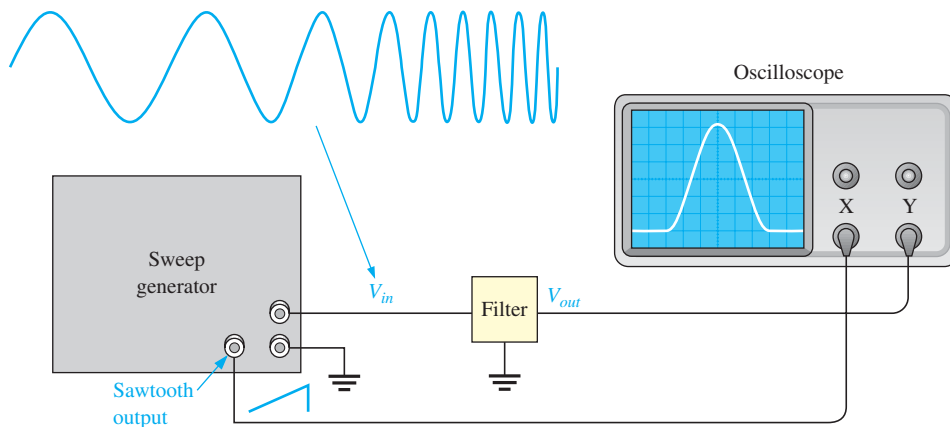 Oscilloscope
X
Y
Sweep
generator
V_in
Filter
V_out
Sawtooth
output